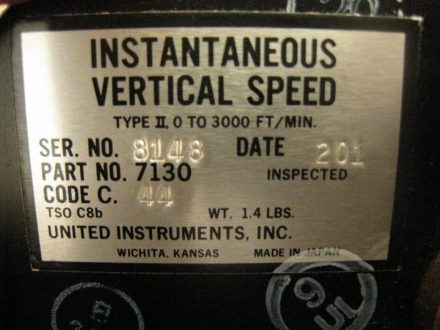 INSTANTANEOUS
VERTICAL SPEED
TYPE II, 0 TO 3000 FT/MIN.
SER. NO. 8148 DATE 201
PART NO. 7130 INSPECTED
CODE C. 44
TSO C8b WT. 1.4 LBS.
UNITED INSTRUMENTS, INC.
WICHITA, KANSAS MADE IN JAPAN